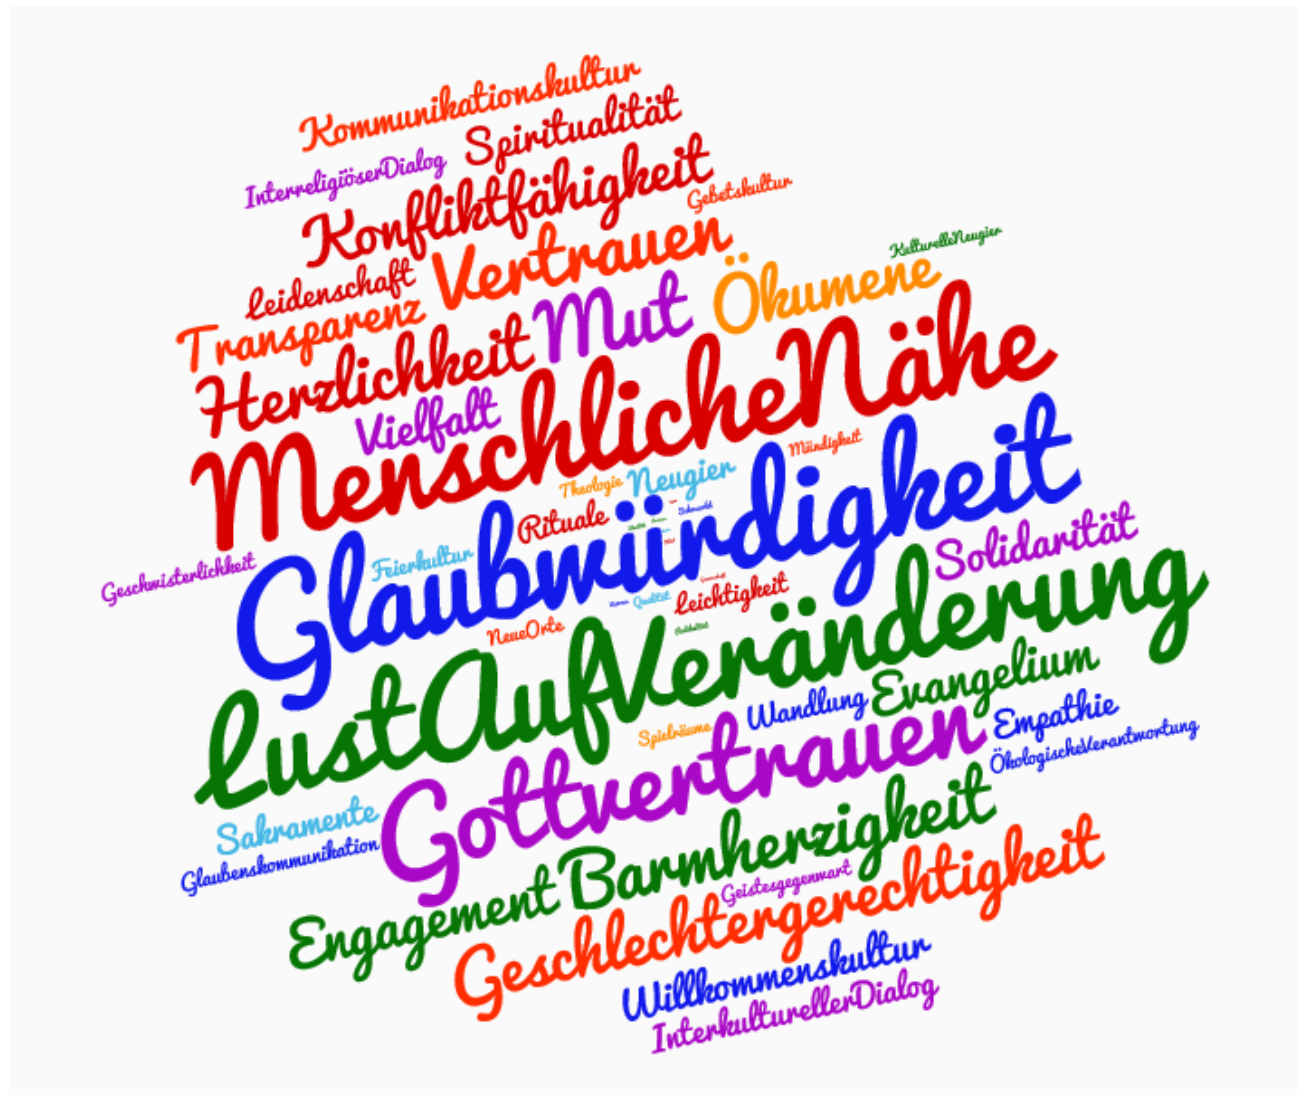 Kommunikationskultur
Spiritualität
InterreligiöserDialog
Konfliktfähigkeit
Gebetskultur
Leidenschaft
Vertrauen
KulturelleNeugier
Transparenz
Mut
Ökumene
Herzlichkeit
Vielfalt
MenschlicheNähe
Mündigkeit
Theologie
Neugier
Rituale
Geschwisterlichkeit
Feierkultur
Glaubwürdigkeit
Solidarität
Qualität
Leichtigkeit
NeueOrte
LustAufVeränderung
Evangelium
Wandlung
Spielräume
Empathie
ÖkologischeVerantwortung
Gottvertrauen
Sakramente
Glaubenskommunikation
Barmherzigkeit
Engagement
Geistesgegenwart
Geschlechtergerechtigkeit
Willkommenskultur
InterkulturellerDialog